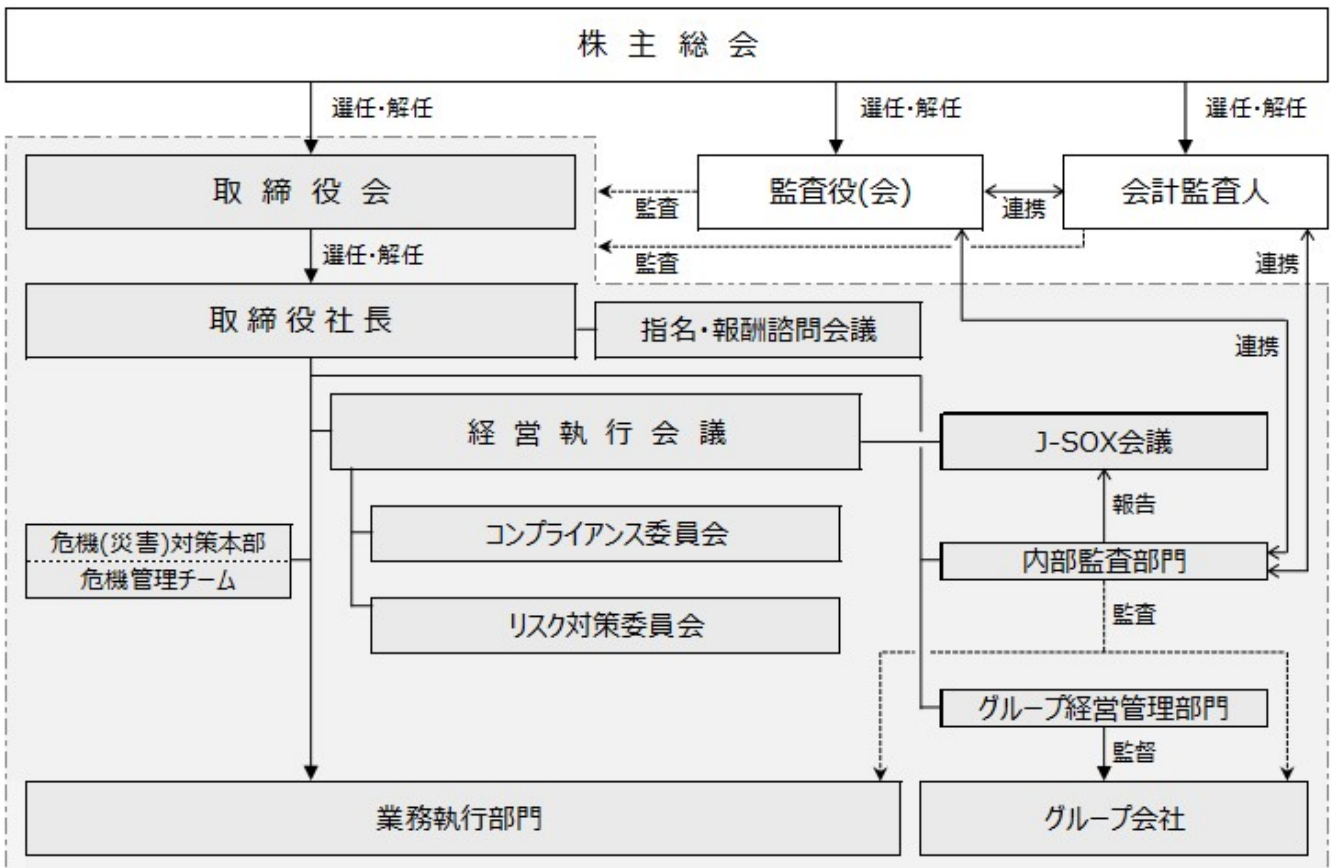 株主総会
選任・解任
選任・解任
選任・解任
取締役会
監査役(会)
会計監査人
監査
連携
選任・解任
監査
連携
取締役社長
指名・報酬諮問会議
連携
経営執行会議
J-SOX会議
報告
コンプライアンス委員会
危機(災害)対策本部
危機管理チーム
内部監査部門
リスク対策委員会
監査
グループ経営管理部門
監督
業務執行部門
グループ会社